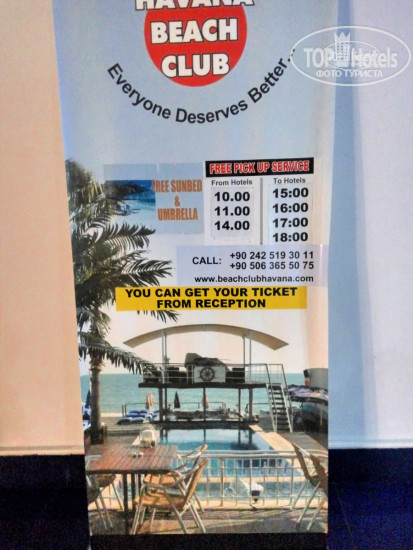 HAVANA
BEACH
CLUB
Everyone Deserves Better...
FREE SUNBED
&
UMBRELLA
FREE PICK UP SERVICE
From Hotels
To Hotels
10.00
11.00
14.00
15:00
16:00
17:00
18:00
CALL: +90 242 519 30 11
+90 506 365 50 75
www.beachclubhavana.com
YOU CAN GET YOUR TICKET
FROM RECEPTION
TOP Hotels
ФОТО ТУРИСТА